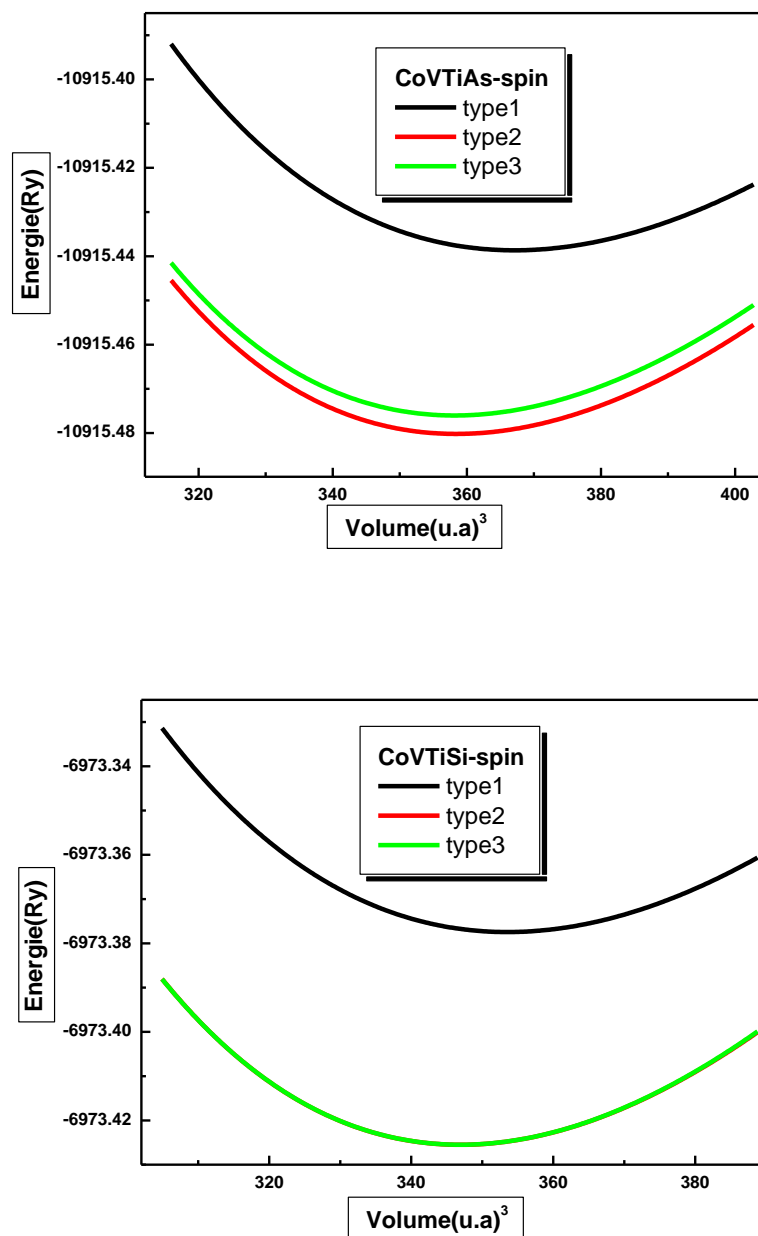 -10915.40
-10915.42
-10915.44
-10915.46
-10915.48
Energie(Ry)
CoVTiAs-spin
type1
type2
type3
320 340 360 380 400
Volume(u.a)³
-6973.34
-6973.36
-6973.38
-6973.40
-6973.42
Energie(Ry)
CoVTiSi-spin
type1
type2
type3
320 340 360 380
Volume(u.a)³